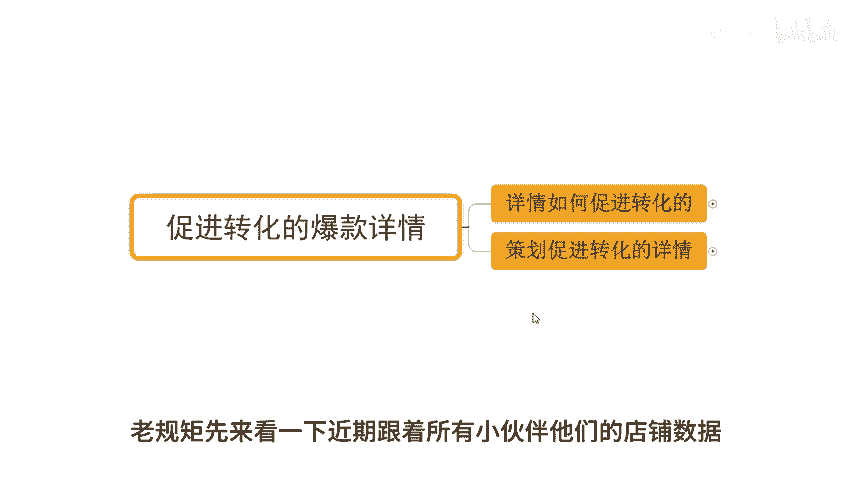 详情如何促进转化的
促进转化的爆款详情
策划促进转化的详情
老规矩先来看一下近期跟着所有小伙伴他们的店铺数据